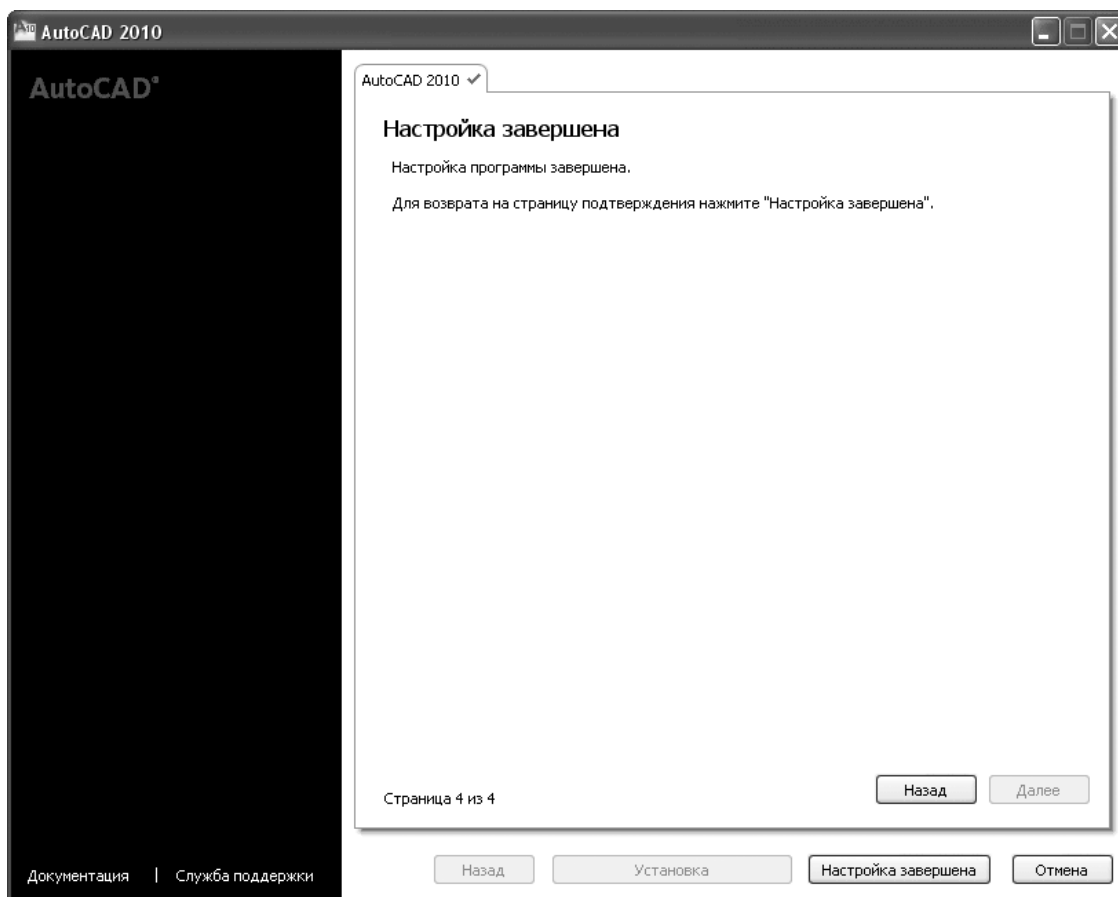 AutoCAD 2010
AutoCAD®
AutoCAD 2010
Настройка завершена
Настройка программы завершена.
Для возврата на страницу подтверждения нажмите "Настройка завершена".
Страница 4 из 4
Назад
Далее
Документация | Служба поддержки
Назад
Установка
Настройка завершена
Отмена